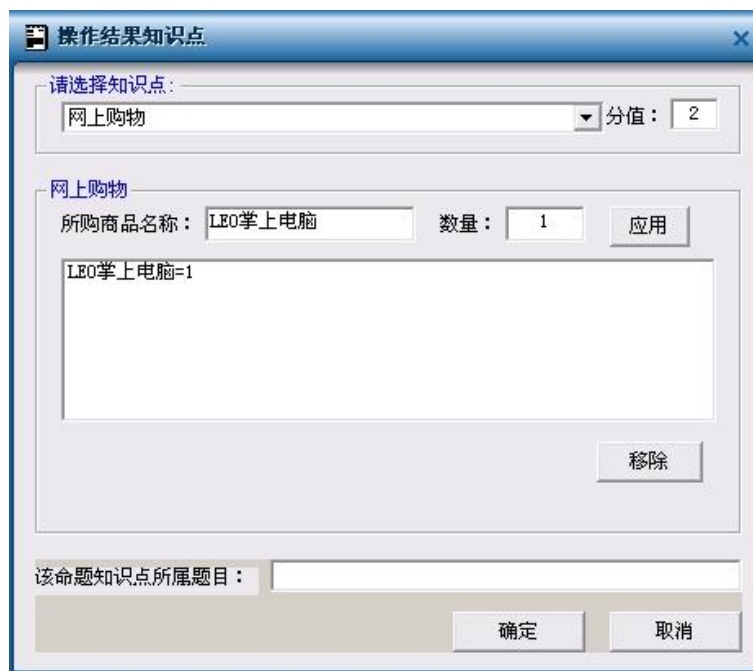 操作结果知识点
请选择知识点:
网上购物 分值： 2
网上购物
所购商品名称： LEO掌上电脑 数量： 1 应用
LEO掌上电脑=1
移除
该命题知识点所属题目：
确定 取消